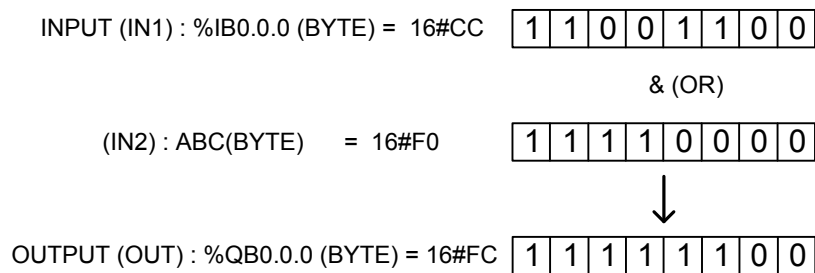 INPUT (IN1) : %IB0.0.0 (BYTE) = 16#CC 1 1 0 0 1 1 0 0
& (OR)
(IN2) : ABC(BYTE) = 16#F0 1 1 1 1 0 0 0 0
OUTPUT (OUT) : %QB0.0.0 (BYTE) = 16#FC 1 1 1 1 1 1 0 0